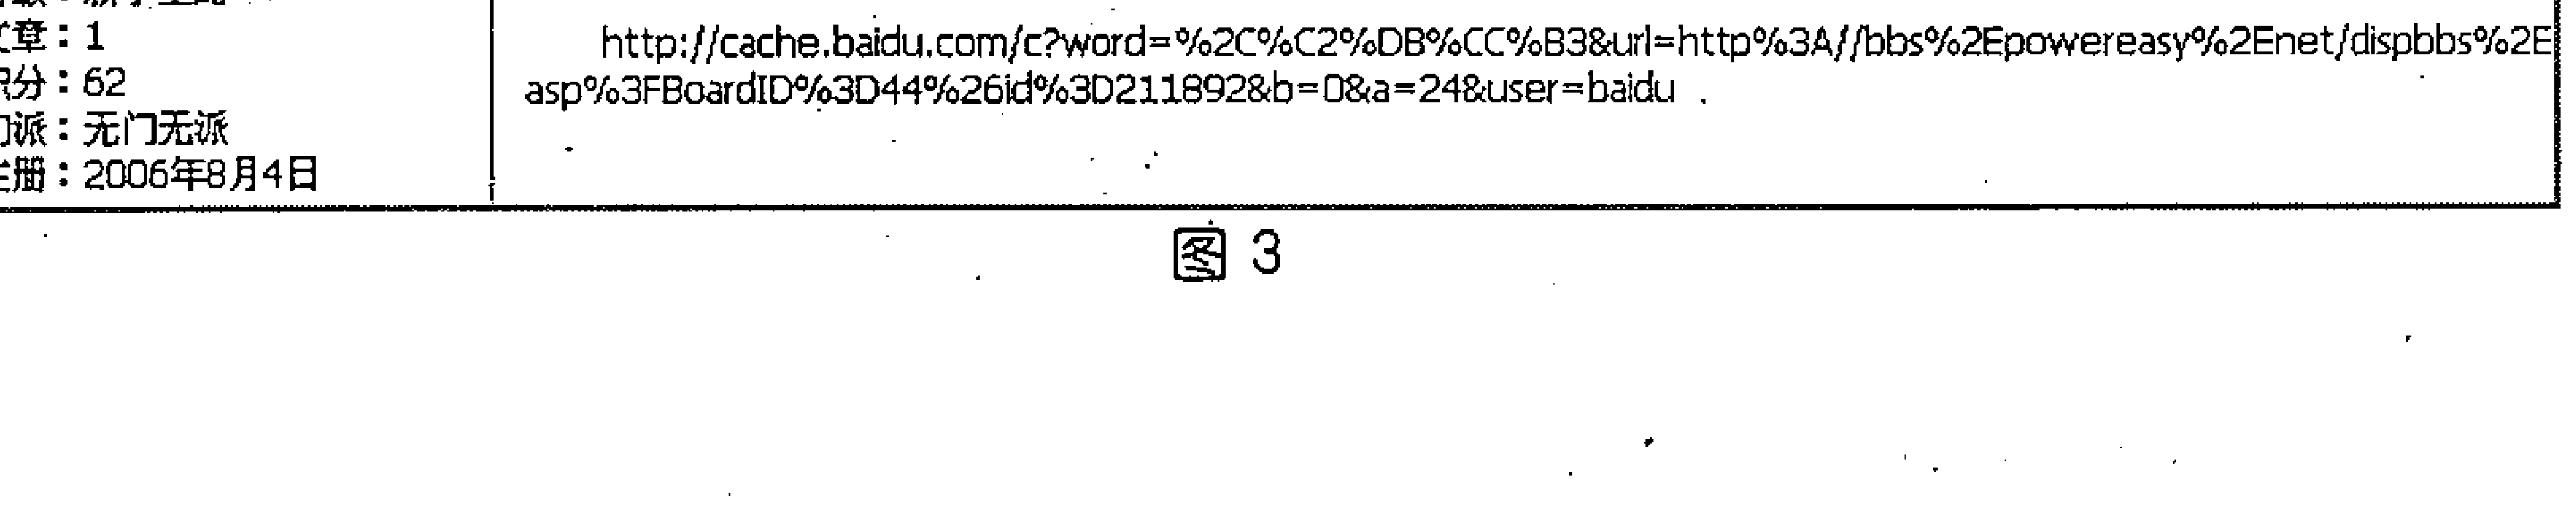 章：1
分：62
派：无门无派
册：2006年8月4日
http://cache.baidu.com/c?word=%2C%C2%DB%CC%B3&url=http%3A//bbs%2Epowereasy%2Enet/dispbbs%2E
asp%3FBoardID%3D44%26id%3D211892&b=0&a=24&user=baidu
图 3